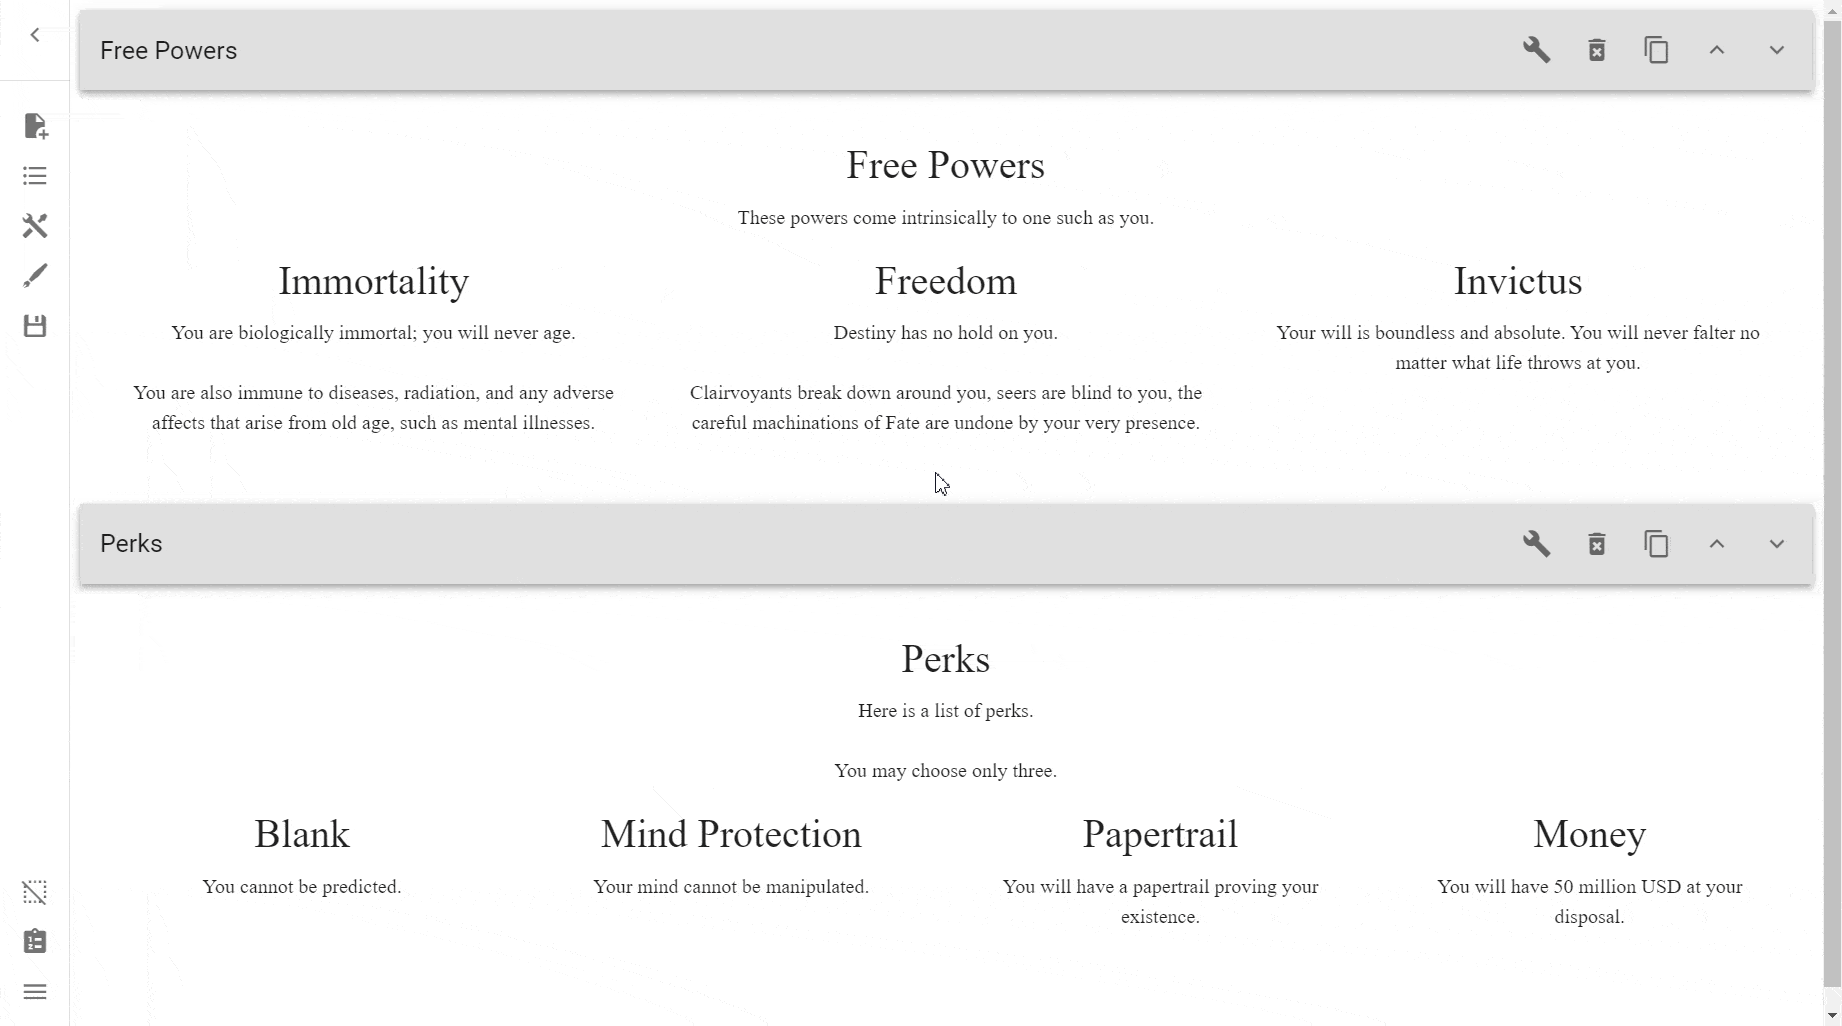 Free Powers
Free Powers
These powers come intrinsically to one such as you.
Immortality
You are biologically immortal; you will never age.
You are also immune to diseases, radiation, and any adverse
affects that arise from old age, such as mental illnesses.
Freedom
Destiny has no hold on you.
Clairvoyants break down around you, seers are blind to you, the
careful machinations of Fate are undone by your very presence.
Invictus
Your will is boundless and absolute. You will never falter no
matter what life throws at you.
Perks
Perks
Here is a list of perks.
You may choose only three.
Blank
You cannot be predicted.
Mind Protection
Your mind cannot be manipulated.
Papertrail
You will have a papertrail proving your
existence.
Money
You will have 50 million USD at your
disposal.